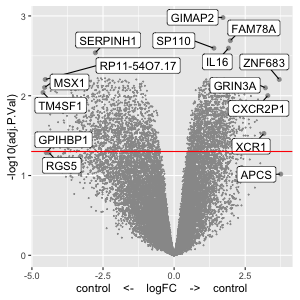 GIMAP2
FAM78A
SERPINH1
SP110
RP11-54O7.17
IL16
ZNF683
MSX1
GRIN3A
TM4SF1
CXCR2P1
GPIHBP1
XCR1
RGS5
APCS
-log10(adj.P.Val)
3
2
1
0
-5.0
-2.5
0.0
2.5
control <- logFC -> control